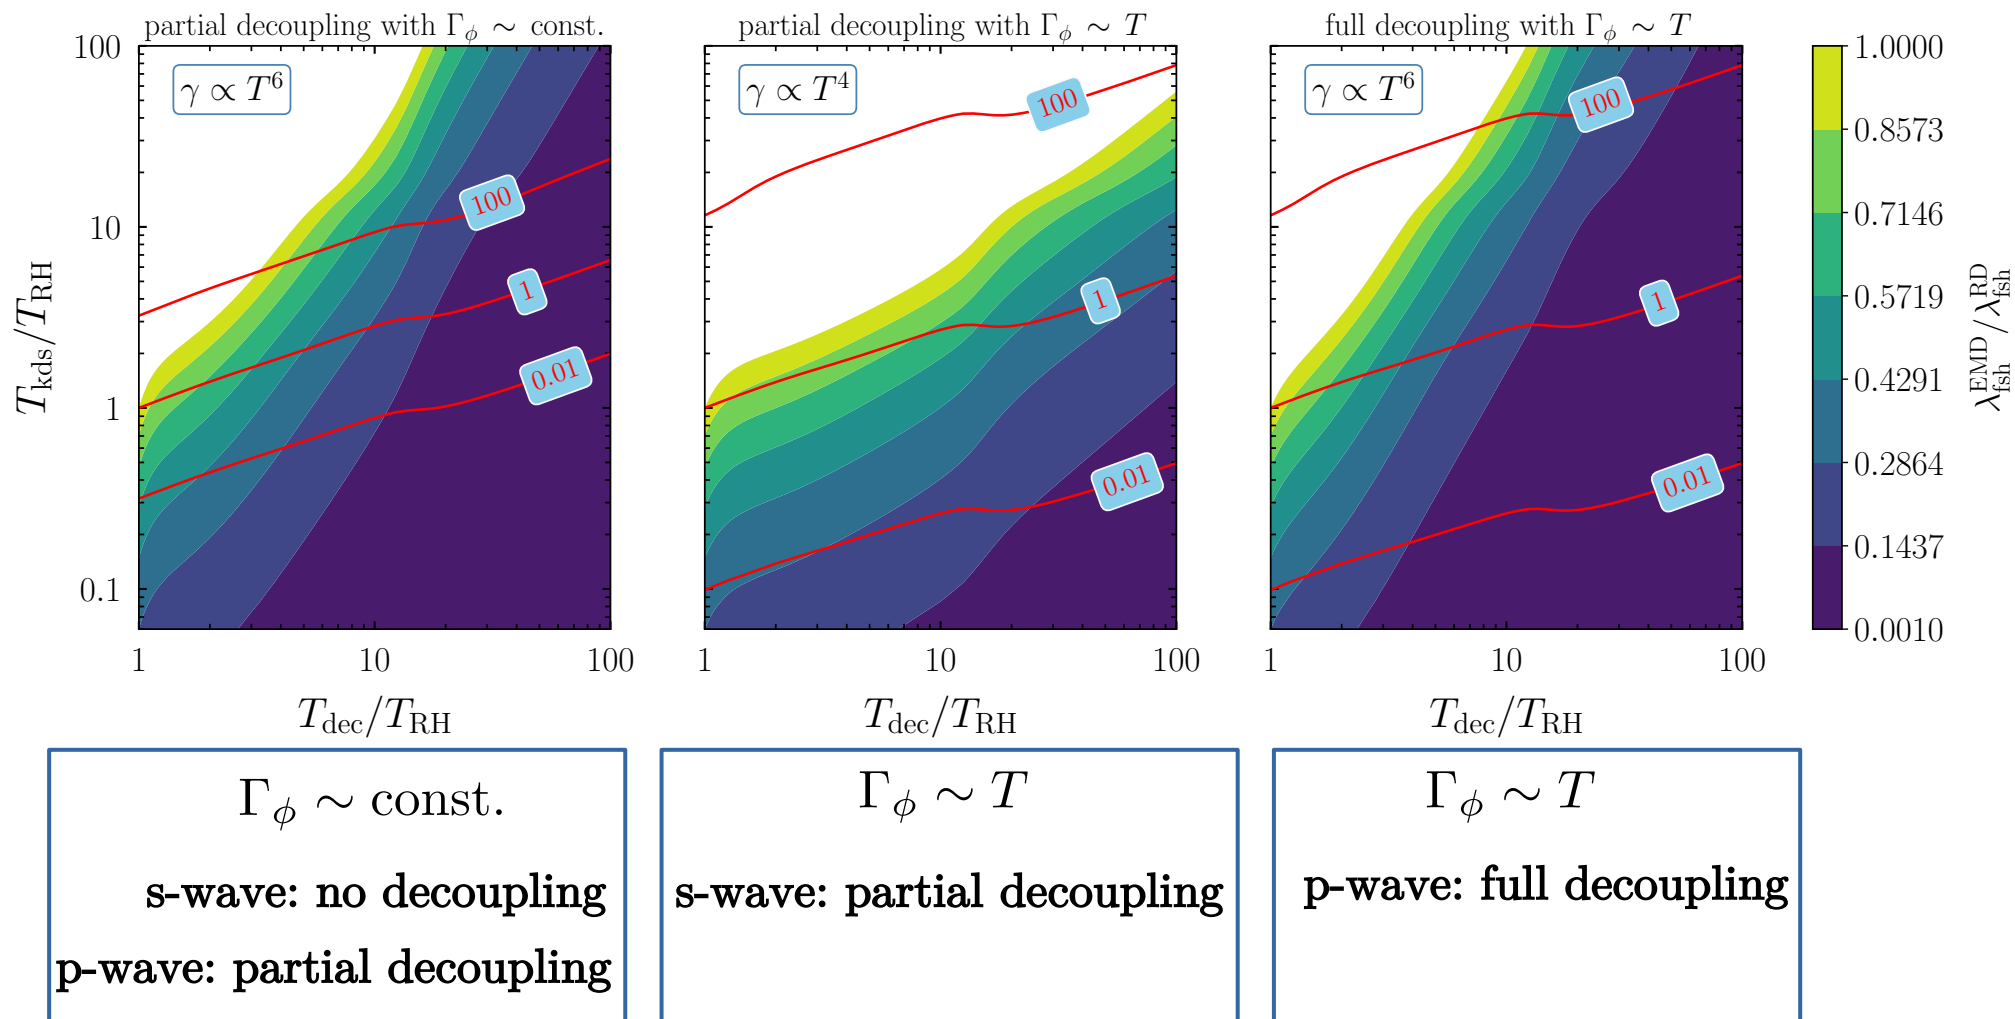 partial decoupling with Γ_ϕ ∼ const.
partial decoupling with Γ_ϕ ∼ T
full decoupling with Γ_ϕ ∼ T
γ ∝ T⁶
γ ∝ T⁴
γ ∝ T⁶
100
10
1
0.1
T_kds/T_RH
100
1
0.01
100
1
0.01
100
1
0.01
1 10 100
1 10 100
1 10 100
T_dec/T_RH
T_dec/T_RH
T_dec/T_RH
1.0000
0.8573
0.7146
0.5719
0.4291
0.2864
0.1437
0.0010
λ_fsh^EMD/λ_fsh^RD
Γ_ϕ ∼ const.
s-wave: no decoupling
p-wave: partial decoupling
Γ_ϕ ∼ T
s-wave: partial decoupling
Γ_ϕ ∼ T
p-wave: full decoupling